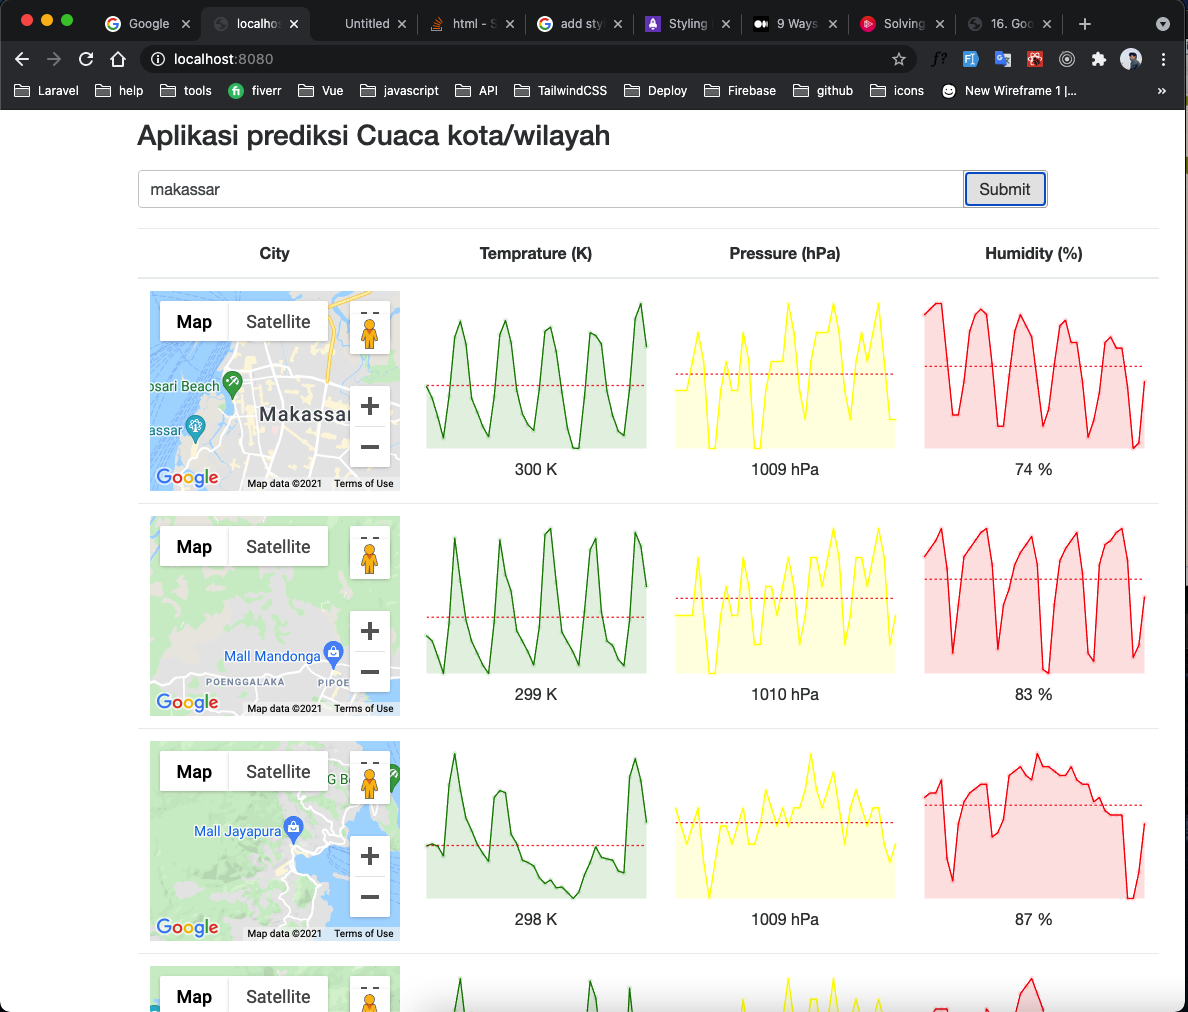 Google
localho
Untitled
html - S
add sty
Styling
9 Ways
Solving
16. Goo
localhost:8080
Laravel
help
tools
fiverr
Vue
javascript
API
TailwindCSS
Deploy
Firebase
github
icons
New Wireframe 1 |...
»
Aplikasi prediksi Cuaca kota/wilayah
makassar
Submit
City Temprature (K) Pressure (hPa) Humidity (%)
Map Satellite
osari Beach
Makassar
assar
Google
Map data ©2021 Terms of Use
300 K 1009 hPa 74 %
Map Satellite
Mall Mandonga
POENGGALAKA PIPOE
Google
Map data ©2021 Terms of Use
299 K 1010 hPa 83 %
Map Satellite
G B
Mall Jayapura
Google
Map data ©2021 Terms of Use
298 K 1009 hPa 87 %
Map Satellite